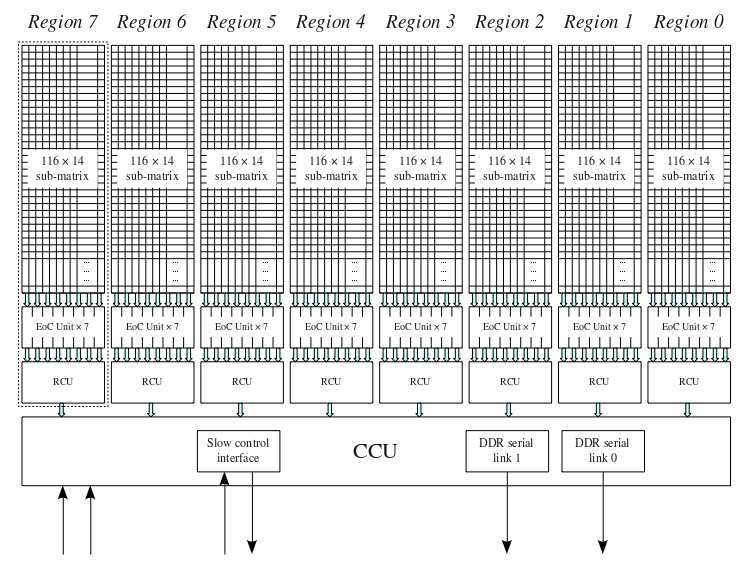 Region 7 Region 6 Region 5 Region 4 Region 3 Region 2 Region 1 Region 0
116 × 14 116 × 14 116 × 14 116 × 14 116 × 14 116 × 14 116 × 14 116 × 14
sub-matrix sub-matrix sub-matrix sub-matrix sub-matrix sub-matrix sub-matrix sub-matrix
... ... ... ... ... ... ... ...
... ... ... ... ... ... ... ...
... ... ... ... ... ... ... ...
EoC Unit × 7 EoC Unit × 7 EoC Unit × 7 EoC Unit × 7 EoC Unit × 7 EoC Unit × 7 EoC Unit × 7 EoC Unit × 7
RCU RCU RCU RCU RCU RCU RCU RCU
Slow control
interface
CCU
DDR serial
link 1
DDR serial
link 0